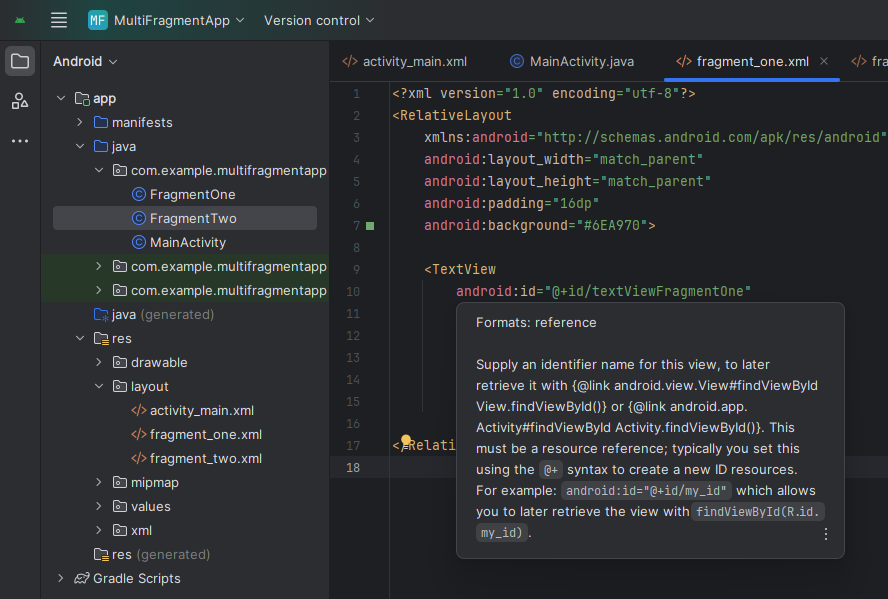 MF MultiFragmentApp Version control
Android
app
manifests
java
com.example.multifragmentapp
FragmentOne
FragmentTwo
MainActivity
com.example.multifragmentapp
com.example.multifragmentapp
java (generated)
res
drawable
layout
activity_main.xml
fragment_one.xml
fragment_two.xml
mipmap
values
xml
res (generated)
Gradle Scripts
activity_main.xml MainActivity.java fragment_one.xml fra
1 <?xml version="1.0" encoding="utf-8"?>
2 <RelativeLayout
3 xmlns:android="http://schemas.android.com/apk/res/android"
4 android:layout_width="match_parent"
5 android:layout_height="match_parent"
6 android:padding="16dp"
7 android:background="#6EA970">
8
9 <TextView
10 android:id="@+id/textViewFragmentOne"
11
12
13
14
15
16
17 </Relati
18
Formats: reference
Supply an identifier name for this view, to later
retrieve it with {@link android.view.View#findViewById
View.findViewById()} or {@link android.app.
Activity#findViewById Activity.findViewById()}. This
must be a resource reference; typically you set this
using the @+ syntax to create a new ID resources.
For example: android:id="@+id/my_id" which allows
you to later retrieve the view with findViewById(R.id.
my_id).